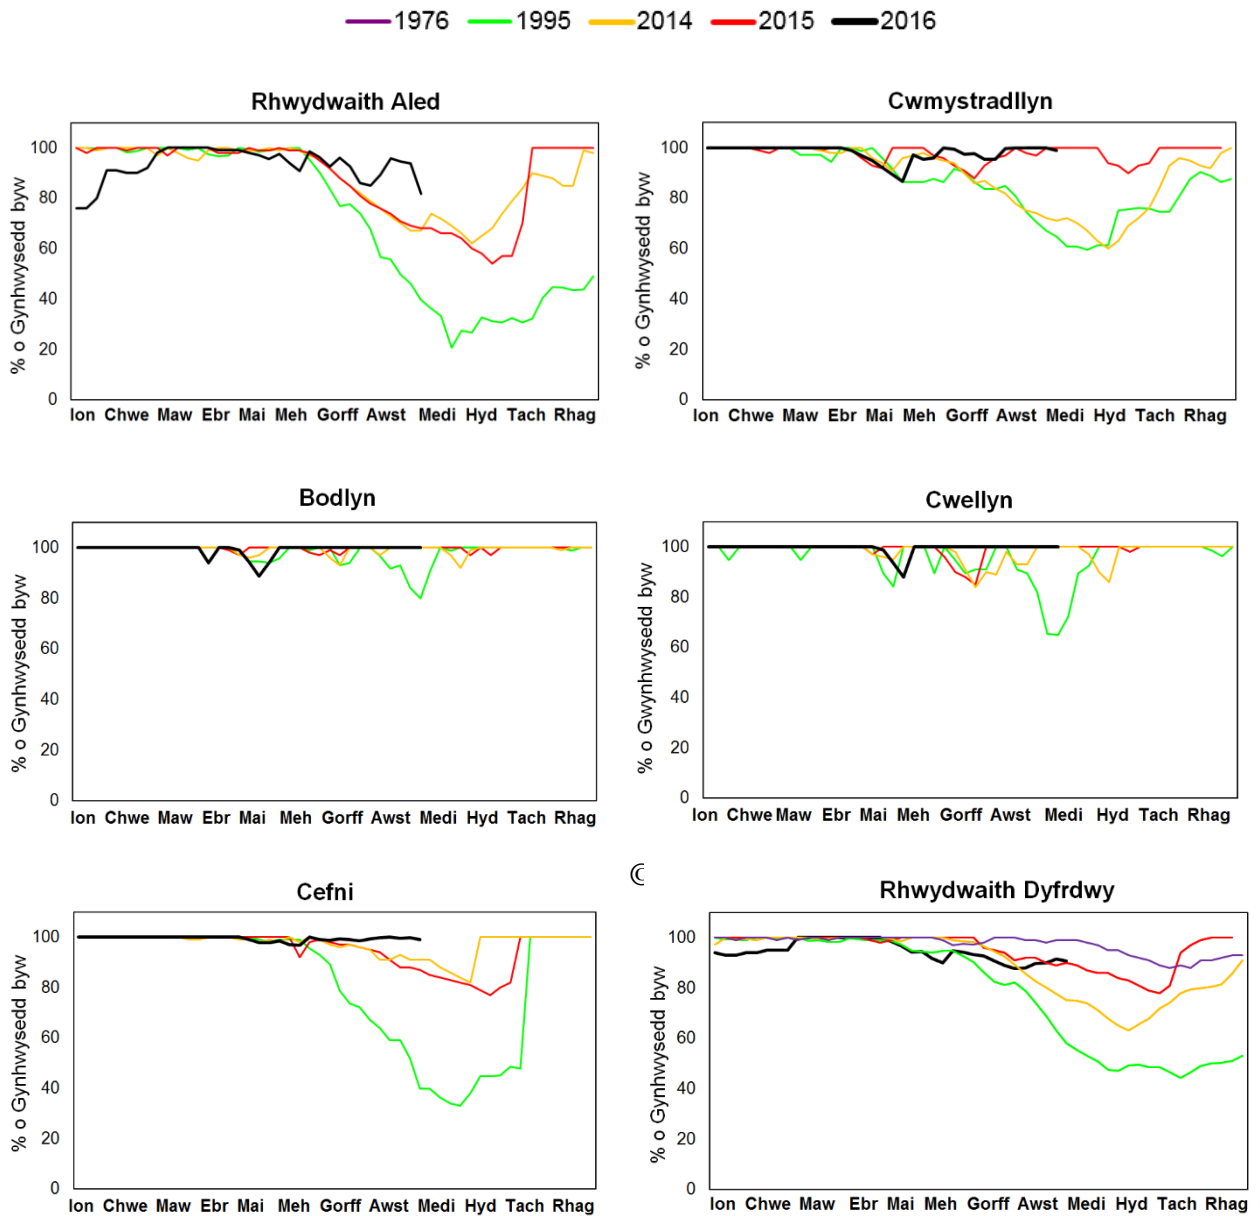 1976 1995 2014 2015 2016
Rhwydwaith Aled
% o Gynhwysedd byw
100
80
60
40
20
0
Ion Chwe Maw Ebr Mai Meh Gorff Awst Medi Hyd Tach Rhag
Cwmystradllyn
% o Gynhwysedd byw
100
80
60
40
20
0
Ion Chwe Maw Ebr Mai Meh Gorff Awst Medi Hyd Tach Rhag
Bodlyn
% o Gynhwysedd byw
100
80
60
40
20
0
Ion Chwe Maw Ebr Mai Meh Gorff Awst Medi Hyd Tach Rhag
Cwellyn
% o Gwynhwysedd byw
100
80
60
40
20
0
Ion Chwe Maw Ebr Mai Meh Gorff Awst Medi Hyd Tach Rhag
©
Cefni
% o Gynhwysedd byw
100
80
60
40
20
0
Ion Chwe Maw Ebr Mai Meh Gorff Awst Medi Hyd Tach Rhag
Rhwydwaith Dyfrdwy
% o Gynhwysedd byw
100
80
60
40
20
0
Ion Chwe Maw Ebr Mai Meh Gorff Awst Medi Hyd Tach Rhag